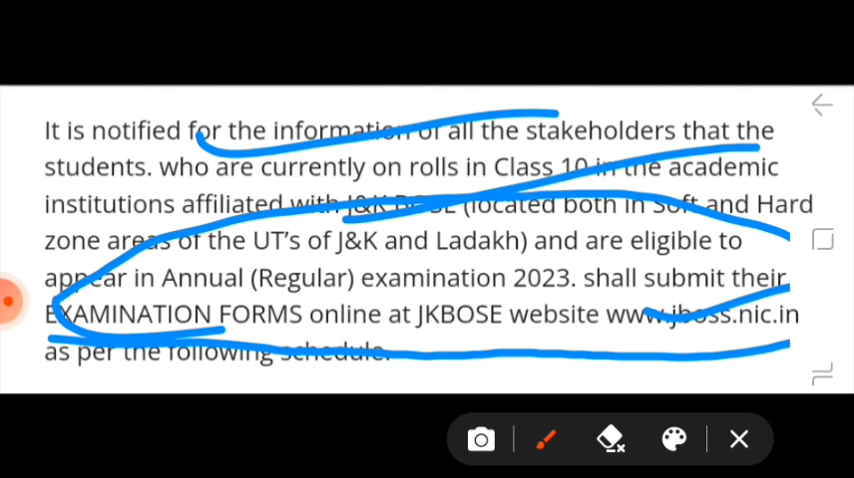 It is notified for the information of all the stakeholders that the
students. who are currently on rolls in Class 10 in the academic
institutions affiliated with J&K BOSE (located both in Soft and Hard
zone areas of the UT’s of J&K and Ladakh) and are eligible to
appear in Annual (Regular) examination 2023. shall submit their
EXAMINATION FORMS online at JKBOSE website www.jboss.nic.in
as per the following schedule.